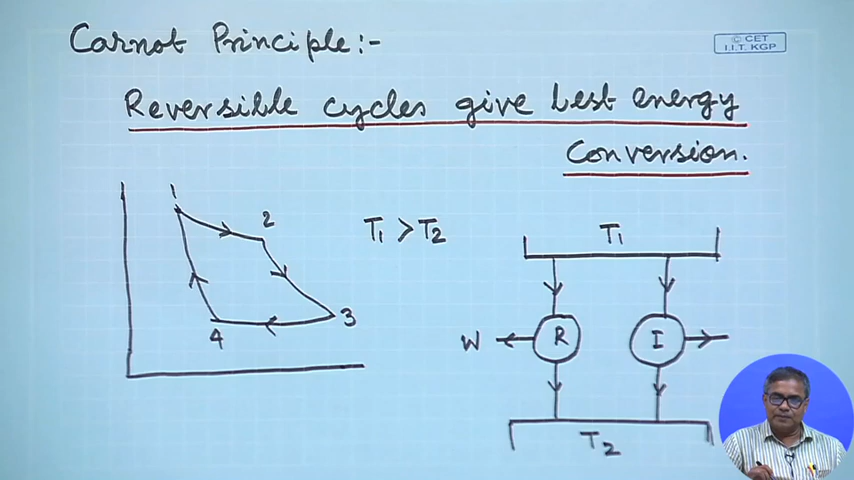 Carnot Principle:-
© CET
I.I.T. KGP
Reversible cycles give best energy
Conversion.
1
2
3
4
T1 > T2
T1
W
R
I
T2